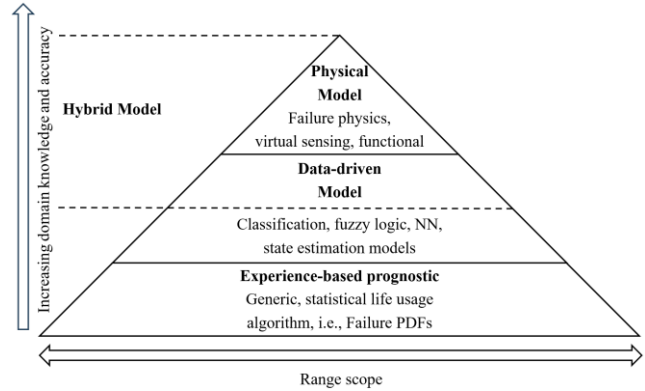 Increasing domain knowledge and accuracy
Hybrid Model
Physical
Model
Failure physics,
virtual sensing, functional
Data-driven
Model
Classification, fuzzy logic, NN,
state estimation models
Experience-based prognostic
Generic, statistical life usage
algorithm, i.e., Failure PDFs
Range scope